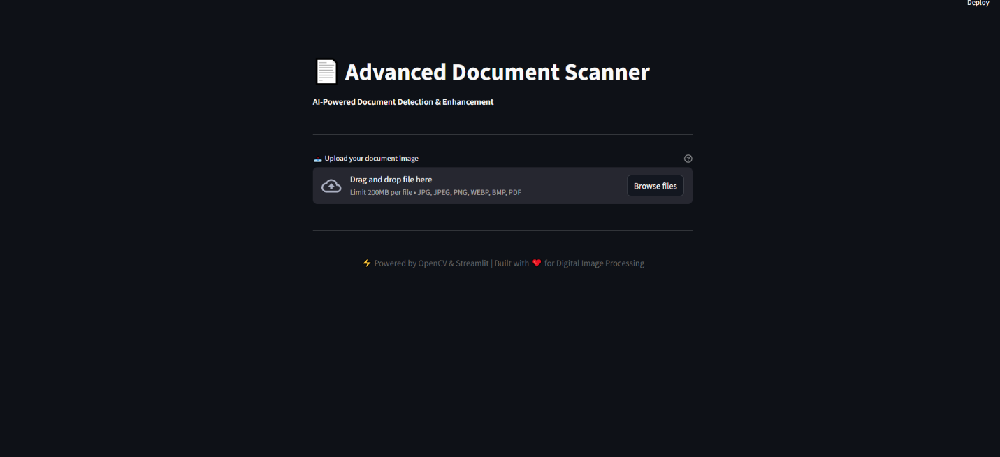 Deploy
Advanced Document Scanner
AI-Powered Document Detection & Enhancement
Upload your document image
Drag and drop file here
Limit 200MB per file • JPG, JPEG, PNG, WEBP, BMP, PDF
Browse files
⚡ Powered by OpenCV & Streamlit | Built with ❤️ for Digital Image Processing